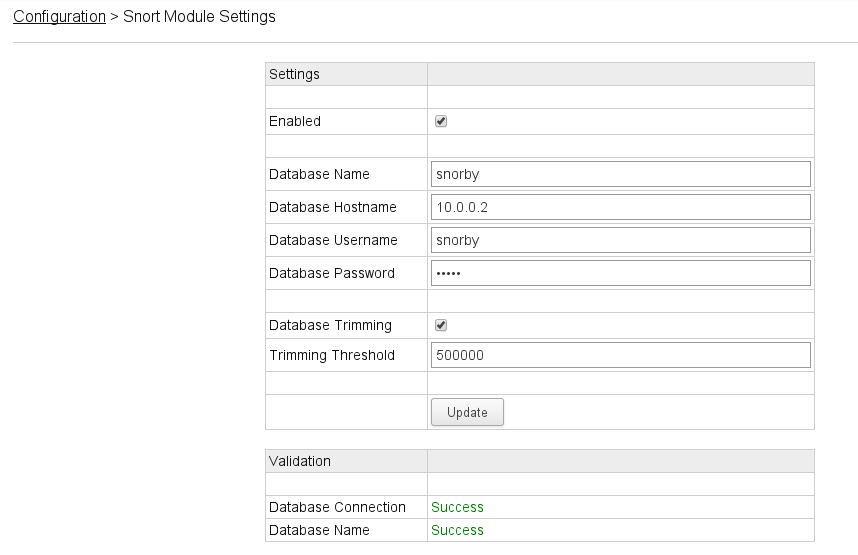 Configuration > Snort Module Settings
Settings
Enabled
Database Name snorby
Database Hostname 10.0.0.2
Database Username snorby
Database Password •••••
Database Trimming
Trimming Threshold 500000
Update
Validation
Database Connection Success
Database Name Success